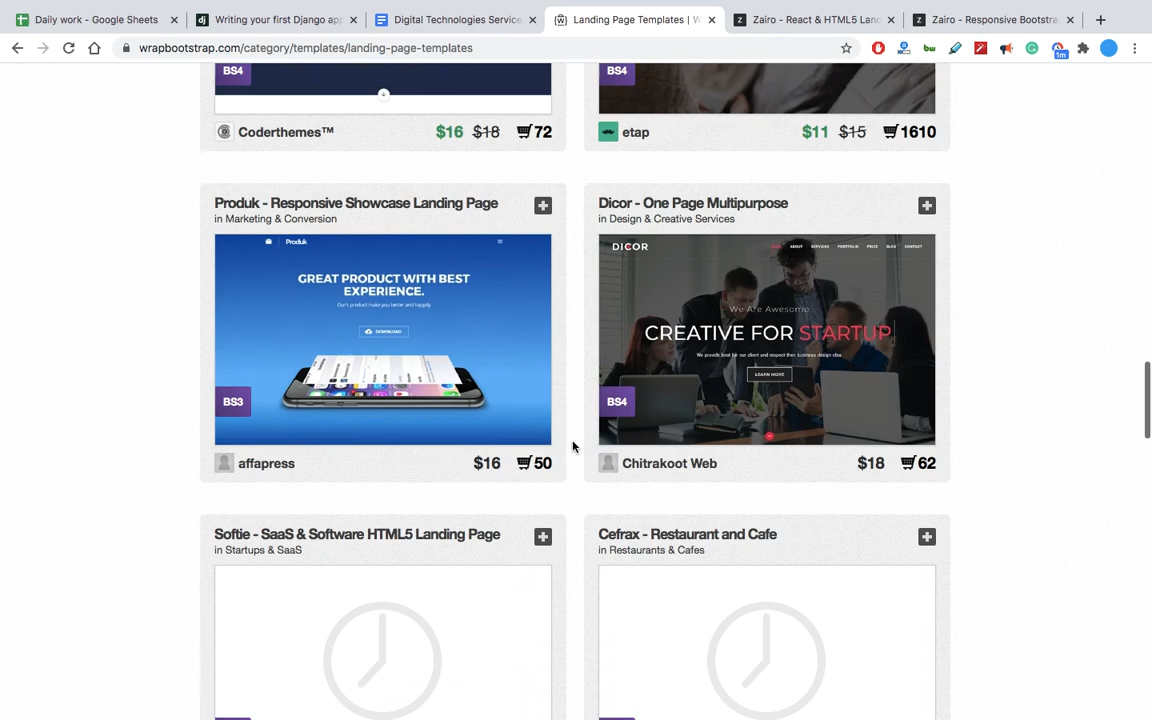 Daily work - Google Sheets
Writing your first Django ap
Digital Technologies Service
Landing Page Templates | W
Zairo - React & HTML5 Lan
Zairo - Responsive Bootstra
wrapbootstrap.com/category/templates/landing-page-templates
bw
1m
BS4
BS4
Coderthemes™ $16 $18 72
etap $11 $15 1610
Produk - Responsive Showcase Landing Page
in Marketing & Conversion
Dicor - One Page Multipurpose
in Design & Creative Services
Produk
GREAT PRODUCT WITH BEST
EXPERIENCE.
Our's product make you better and happily
DOWNLOAD
BS3
DICOR
HOME ABOUT SERVICES PORTFOLIO PRICE BLOG CONTACT
We Are Awesome
CREATIVE FOR STARTUP
We provide best for our client and respect their business design idea
LEARN MORE
BS4
affapress $16 50
Chitrakoot Web $18 62
Softie - SaaS & Software HTML5 Landing Page
in Startups & SaaS
Cefrax - Restaurant and Cafe
in Restaurants & Cafes